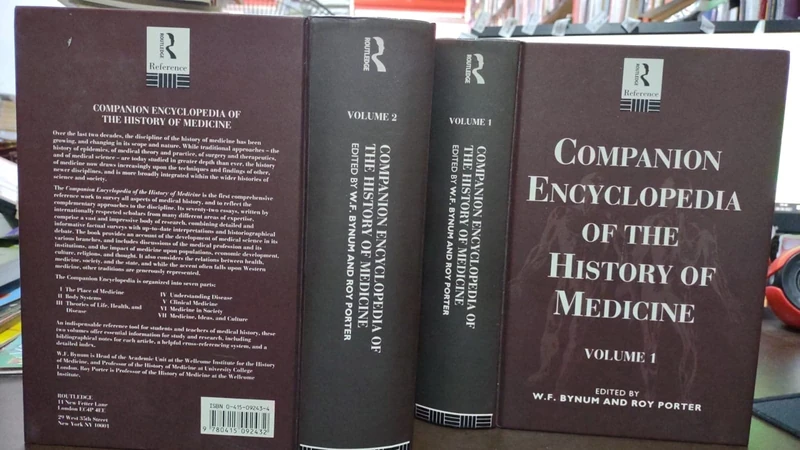 ROUTLEDGE
Reference
COMPANION ENCYCLOPEDIA OF
THE HISTORY OF MEDICINE
Over the last two decades, the discipline of the history of medicine has been
growing, and changing in its scope and nature. While traditional approaches – the
history of epidemics, of medical theory and practice, of surgery and therapeutics,
and of medical science – are today studied in greater depth than ever, the history
of medicine now draws increasingly upon the techniques and findings of other,
newer disciplines, and is more broadly integrated within the wider histories of
science and society.
The Companion Encyclopedia of the History of Medicine is the first comprehensive
reference work to survey all aspects of medical history, and to reflect the
complementary approaches to the discipline. Its seventy-two essays, written by
internationally respected scholars from many different areas of expertise,
comprise a vast and impressive body of research, combining detailed and
informative factual surveys with up-to-date interpretations and historiographical
debate. The book provides an account of the development of medical science in its
various branches, and includes discussions of the medical profession and its
institutions, and the impact of medicine upon populations, economic development,
culture, religions, and thought. It also considers the relations between health,
medicine, society, and the state, and while the accent often falls upon Western
medicine, other traditions are generously represented.
The Companion Encyclopedia is organized into seven parts:
I The Place of Medicine
II Body Systems
III Theories of Life, Health, and
Disease
IV Understanding Disease
V Clinical Medicine
VI Medicine in Society
VII Medicine, Ideas, and Culture
An indispensable reference tool for students and teachers of medical history, these
two volumes offer essential information for study and research, including
bibliographical notes for each article, a helpful cross-referencing system, and a
detailed index.
W.F. Bynum is Head of the Academic Unit at the Wellcome Institute for the History
of Medicine, and Professor of the History of Medicine at University College
London. Roy Porter is Professor of the History of Medicine at the Wellcome
Institute.
ROUTLEDGE
11 New Fetter Lane
London EC4P 4EE
29 West 35th Street
New York NY 10001
ISBN 0-415-09243-4
9 780415 092432
ROUTLEDGE
VOLUME 2
COMPANION ENCYCLOPEDIA OF
THE HISTORY OF MEDICINE
EDITED BY W.F. BYNUM AND ROY PORTER
ROUTLEDGE
VOLUME 1
COMPANION ENCYCLOPEDIA OF
THE HISTORY OF MEDICINE
EDITED BY W.F. BYNUM AND ROY PORTER
ROUTLEDGE
Reference
COMPANION
ENCYCLOPEDIA
OF THE
HISTORY OF
MEDICINE
VOLUME 1
EDITED BY
W.F. BYNUM AND ROY PORTER